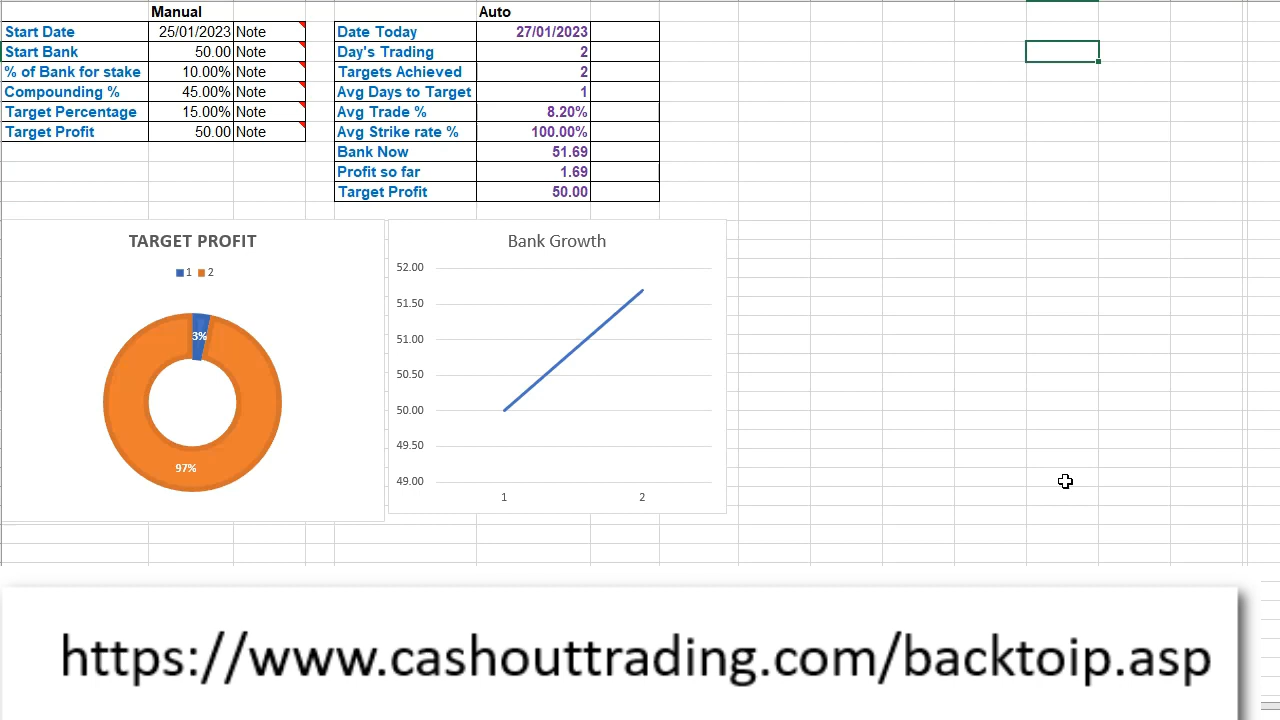 Manual
Start Date 25/01/2023 Note
Start Bank 50.00 Note
% of Bank for stake 10.00% Note
Compounding % 45.00% Note
Target Percentage 15.00% Note
Target Profit 50.00 Note
Auto
Date Today 27/01/2023
Day's Trading 2
Targets Achieved 2
Avg Days to Target 1
Avg Trade % 8.20%
Avg Strike rate % 100.00%
Bank Now 51.69
Profit so far 1.69
Target Profit 50.00
TARGET PROFIT
1 2
3%
97%
Bank Growth
52.00
51.50
51.00
50.50
50.00
49.50
49.00
1 2
https://www.cashouttrading.com/backtoip.asp